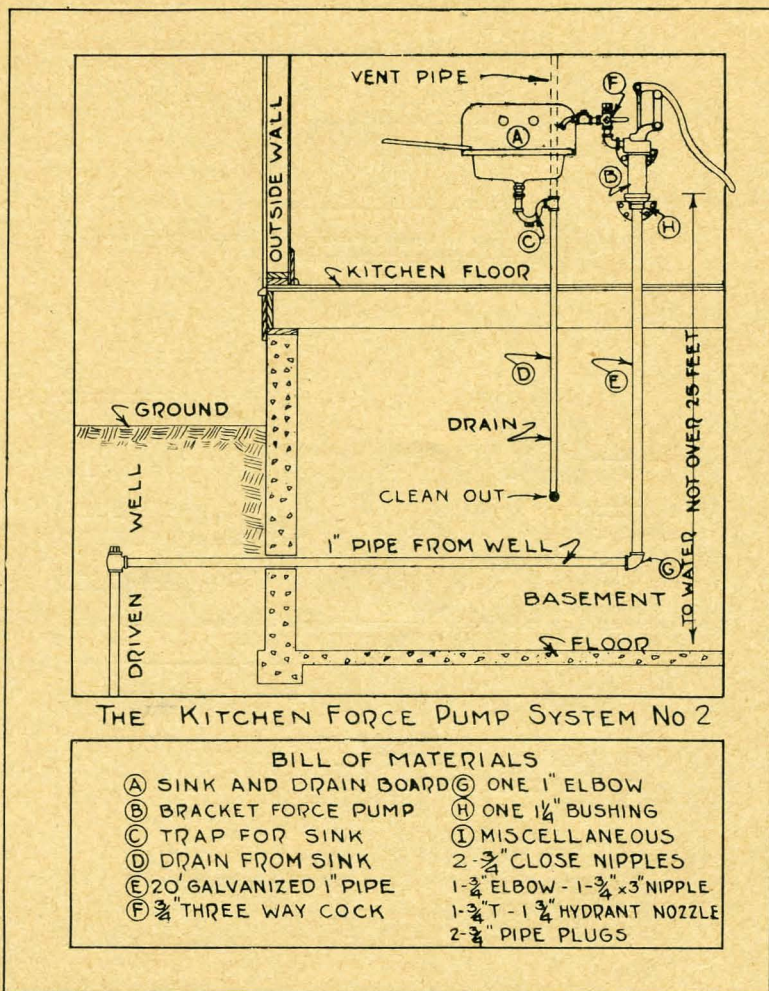 VENT PIPE
F
A
B
OUTSIDE WALL
C
H
KITCHEN FLOOR
D
E
GROUND
DRAIN
TO WATER NOT OVER 25 FEET
DRIVEN WELL
CLEAN OUT
1" PIPE FROM WELL
G
BASEMENT
FLOOR
THE KITCHEN FORCE PUMP SYSTEM No 2
BILL OF MATERIALS
A SINK AND DRAIN BOARD
B BRACKET FORCE PUMP
C TRAP FOR SINK
D DRAIN FROM SINK
E 20' GALVANIZED 1" PIPE
F 3/4" THREE WAY COCK
G ONE 1" ELBOW
H ONE 1 1/4" BUSHING
I MISCELLANEOUS
2-3/4" CLOSE NIPPLES
1-3/4" ELBOW - 1-3/4" x 3" NIPPLE
1-3/4" T - 1 3/4" HYDRANT NOZZLE
2-3/4" PIPE PLUGS